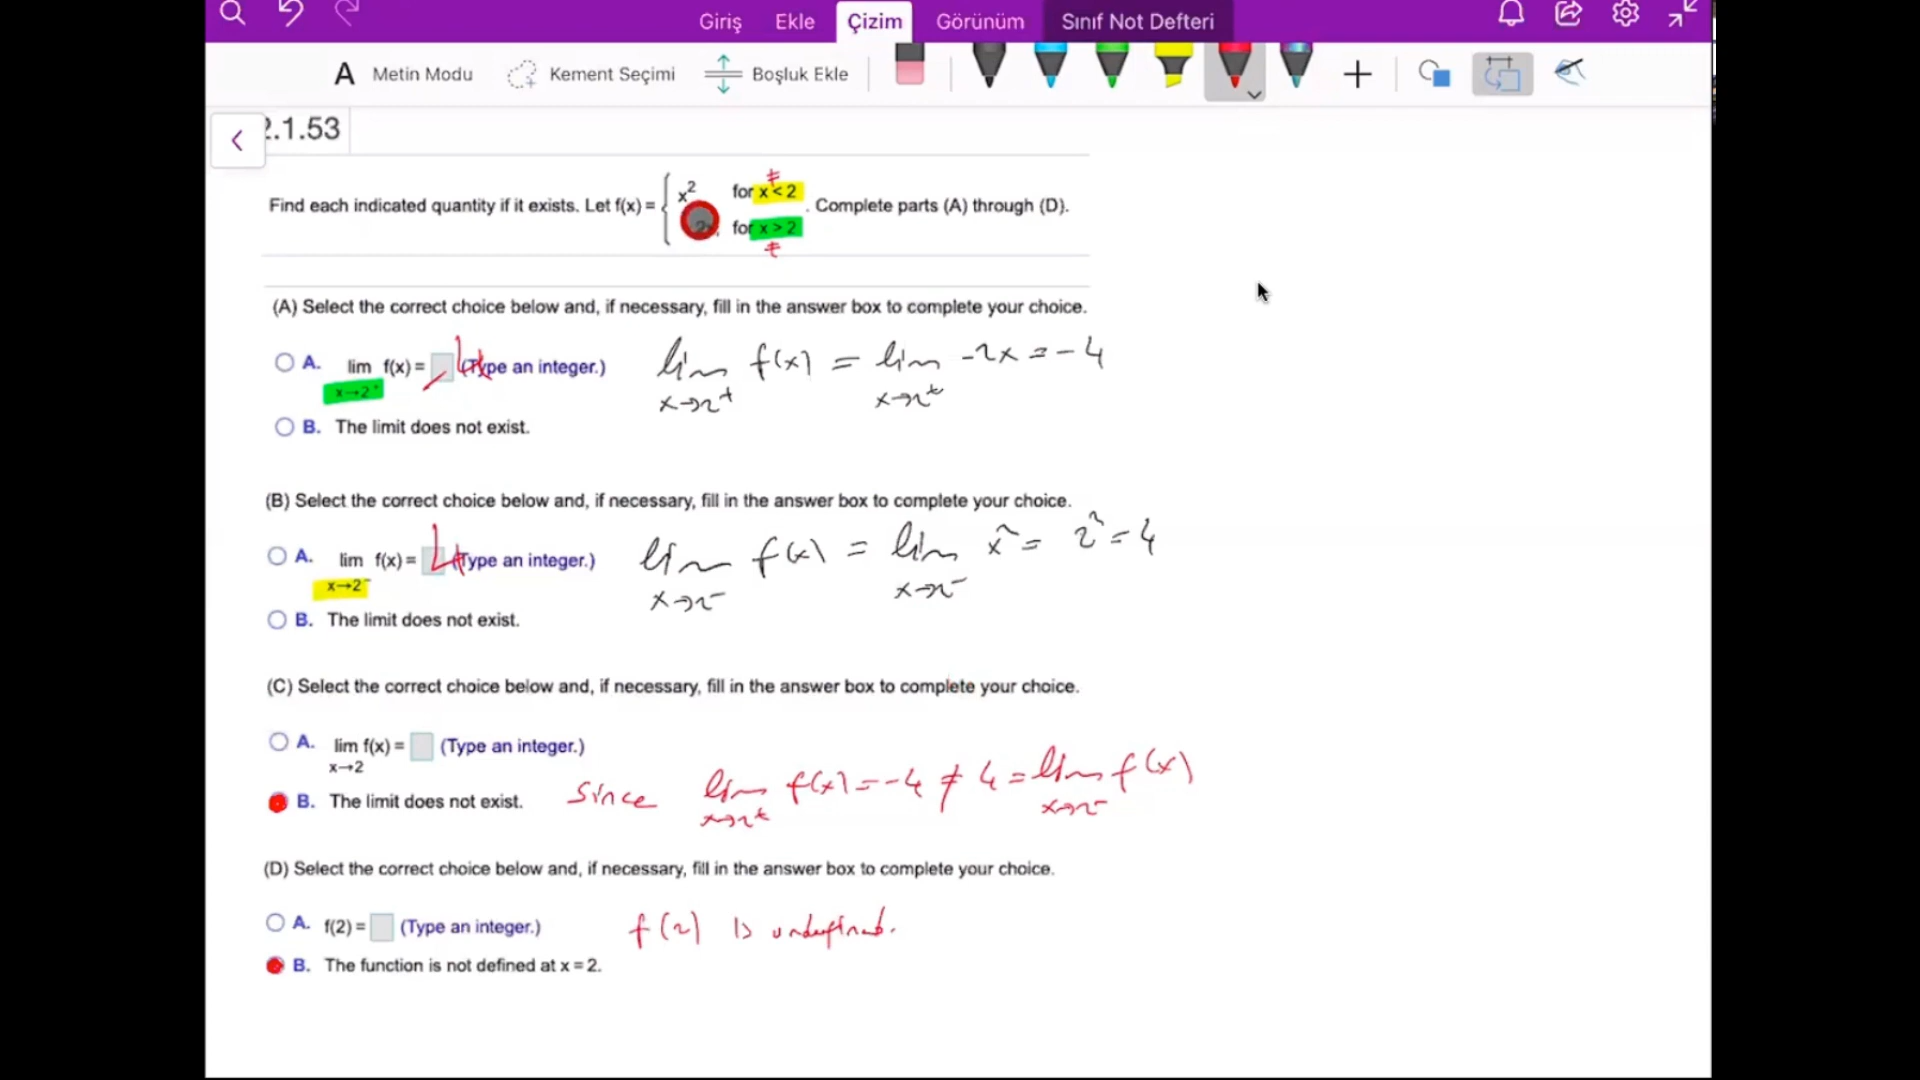 Giriş Ekle Çizim Görünüm Sınıf Not Defteri
A Metin Modu Kement Seçimi Boşluk Ekle
2.1.53
Find each indicated quantity if it exists. Let f(x) = { x² for x < 2 . Complete parts (A) through (D).
for x > 2
≠
≠
(A) Select the correct choice below and, if necessary, fill in the answer box to complete your choice.
A. lim f(x) = -4 (Type an integer.) lim f(x) = lim -2x = -4
x→2⁺ x→2⁺ x→2⁺
B. The limit does not exist.
(B) Select the correct choice below and, if necessary, fill in the answer box to complete your choice.
A. lim f(x) = 4 (Type an integer.) lim f(x) = lim x² = 2² = 4
x→2⁻ x→2⁻ x→2⁻
B. The limit does not exist.
(C) Select the correct choice below and, if necessary, fill in the answer box to complete your choice.
A. lim f(x) = (Type an integer.)
x→2
B. The limit does not exist. Since lim f(x) = -4 ≠ 4 = lim f(x)
x→2⁺ x→2⁻
(D) Select the correct choice below and, if necessary, fill in the answer box to complete your choice.
A. f(2) = (Type an integer.) f(2) is undefined.
B. The function is not defined at x = 2.